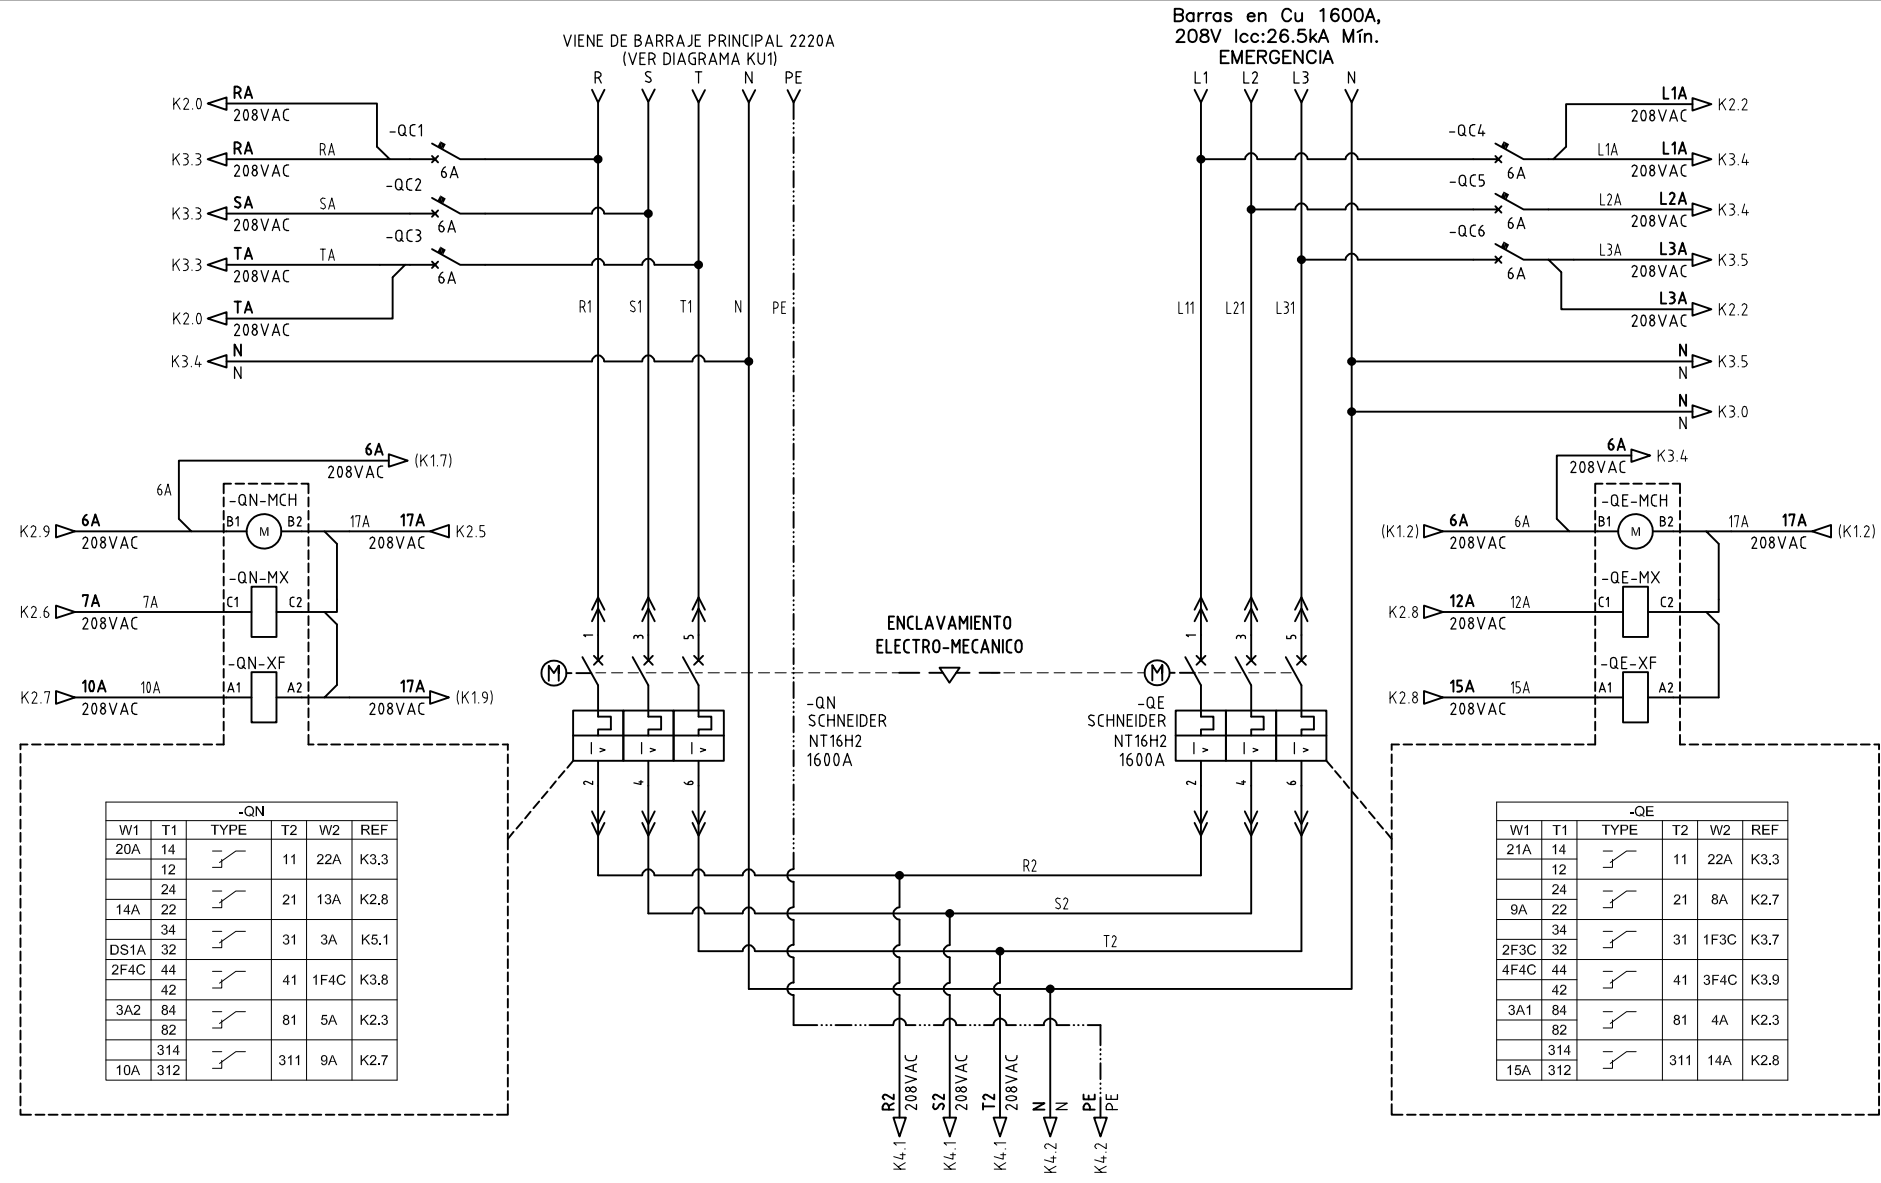 VIENE DE BARRAJE PRINCIPAL 2220A
(VER DIAGRAMA KU1)
R S T N PE
Barras en Cu 1600A,
208V Icc:26.5kA Mín.
EMERGENCIA
L1 L2 L3 N
K2.0 RA
208VAC
-QC1
K3.3 RA RA
208VAC
6A
-QC2
K3.3 SA SA
208VAC
6A
-QC3
K3.3 TA TA
208VAC
6A
K2.0 TA
208VAC
K3.4 N
N
R1 S1 T1 N PE
L1A K2.2
208VAC
-QC4
L1A L1A K3.4
6A 208VAC
-QC5
L2A L2A K3.4
6A 208VAC
-QC6
L3A L3A K3.5
6A 208VAC
L3A K2.2
208VAC
N K3.5
N
N K3.0
N
L11 L21 L31
6A (K1.7)
208VAC
6A
-QN-MCH
K2.9 6A B1 M B2 17A 17A K2.5
208VAC 208VAC
-QN-MX
K2.6 7A 7A C1 C2
208VAC
-QN-XF
K2.7 10A 10A A1 A2 17A (K1.9)
208VAC 208VAC
6A K3.4
208VAC
-QE-MCH
(K1.2) 6A 6A B1 M B2 17A 17A (K1.2)
208VAC 208VAC
-QE-MX
K2.8 12A 12A C1 C2
208VAC
-QE-XF
K2.8 15A 15A A1 A2
208VAC
ENCLAVAMIENTO
ELECTRO-MECANICO
1 3 5
M
1 3 5
M
I > I > I >
I > I > I >
-QN
SCHNEIDER
NT16H2
1600A
-QE
SCHNEIDER
NT16H2
1600A
2 4 6
2 4 6
R2
S2
T2
-QN
W1 T1 TYPE T2 W2 REF
20A 14 11 22A K3.3
12
24 21 13A K2.8
14A 22
34 31 3A K5.1
DS1A 32
2F4C 44 41 1F4C K3.8
42
3A2 84 81 5A K2.3
82
314 311 9A K2.7
10A 312
-QE
W1 T1 TYPE T2 W2 REF
21A 14 11 22A K3.3
12
24 21 8A K2.7
9A 22
34 31 1F3C K3.7
2F3C 32
4F4C 44 41 3F4C K3.9
42
3A1 84 81 4A K2.3
82
314 311 14A K2.8
15A 312
R2 208VAC K4.1
S2 208VAC K4.1
T2 208VAC K4.1
N N K4.2
PE PE K4.2